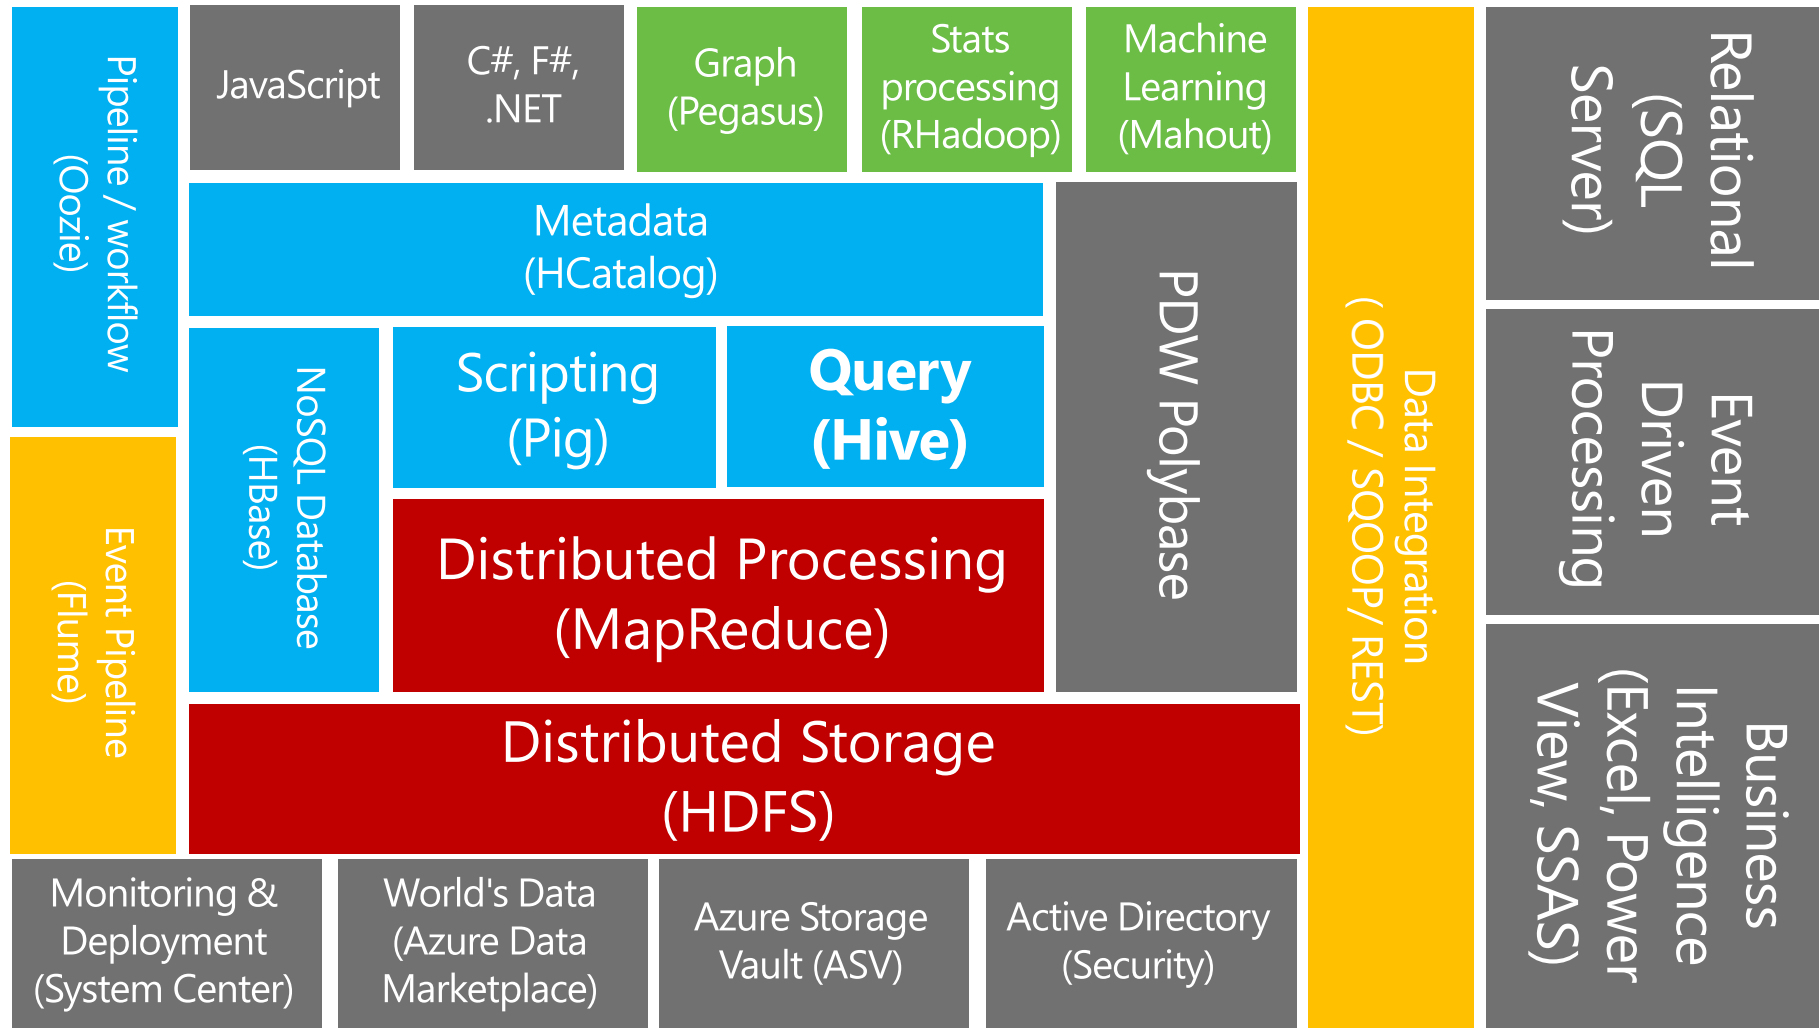 Pipeline / workflow
(Oozie)
JavaScript
C#, F#,
.NET
Graph
(Pegasus)
Stats
processing
(RHadoop)
Machine
Learning
(Mahout)
Metadata
(HCatalog)
NoSQL Database
(HBase)
Scripting
(Pig)
Query
(Hive)
PDW Polybase
Distributed Processing
(MapReduce)
Event Pipeline
(Flume)
Distributed Storage
(HDFS)
Monitoring &
Deployment
(System Center)
World's Data
(Azure Data
Marketplace)
Azure Storage
Vault (ASV)
Active Directory
(Security)
Data Integration
( ODBC / SQOOP/ REST)
Relational
(SQL
Server)
Event
Driven
Processing
Business
Intelligence
(Excel, Power
View, SSAS)